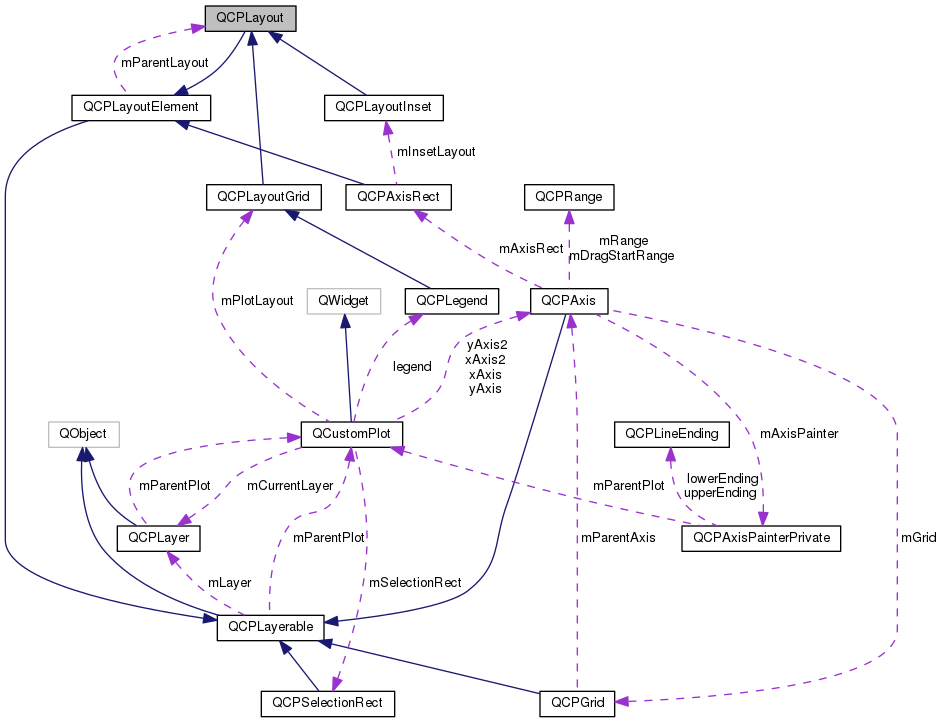 QCPLayout
mParentLayout
QCPLayoutElement
QCPLayoutInset
mInsetLayout
QCPLayoutGrid
QCPAxisRect
QCPRange
mAxisRect
mRange
mDragStartRange
mPlotLayout
QWidget
QCPLegend
QCPAxis
legend
yAxis2
xAxis2
xAxis
yAxis
QObject
QCustomPlot
QCPLineEnding
mAxisPainter
mParentPlot
mCurrentLayer
mParentPlot
lowerEnding
upperEnding
QCPLayer
mParentPlot
mParentAxis
QCPAxisPainterPrivate
mGrid
mLayer
mSelectionRect
QCPLayerable
QCPSelectionRect
QCPGrid